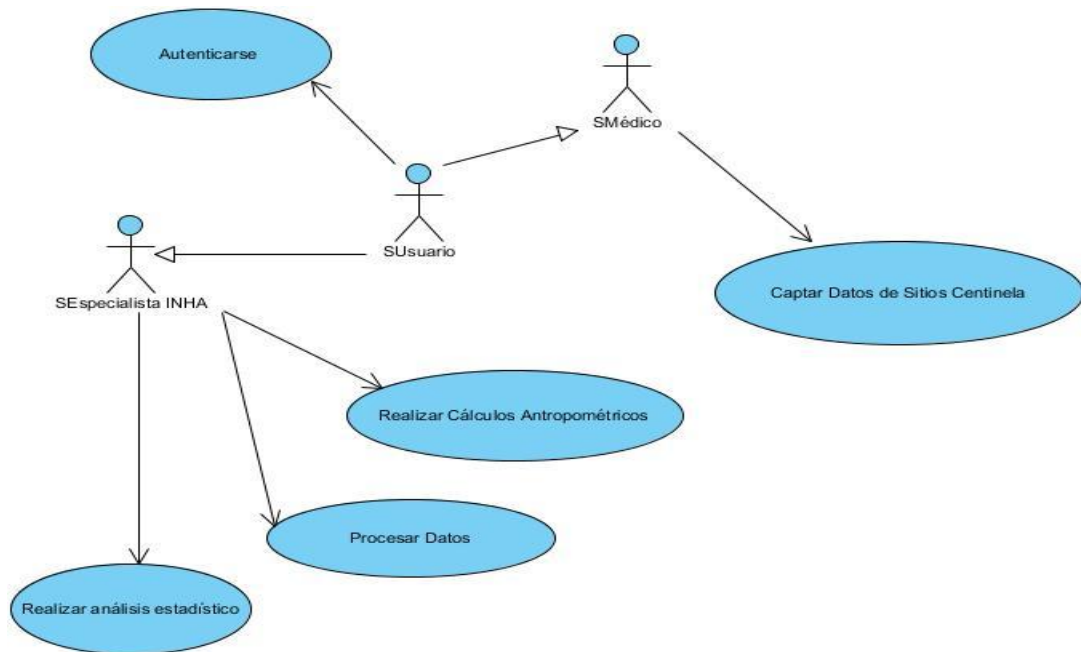 Autenticarse
SMédico
SUsuario
SEspecialista INHA
Captar Datos de Sitios Centinela
Realizar Cálculos Antropométricos
Procesar Datos
Realizar análisis estadístico